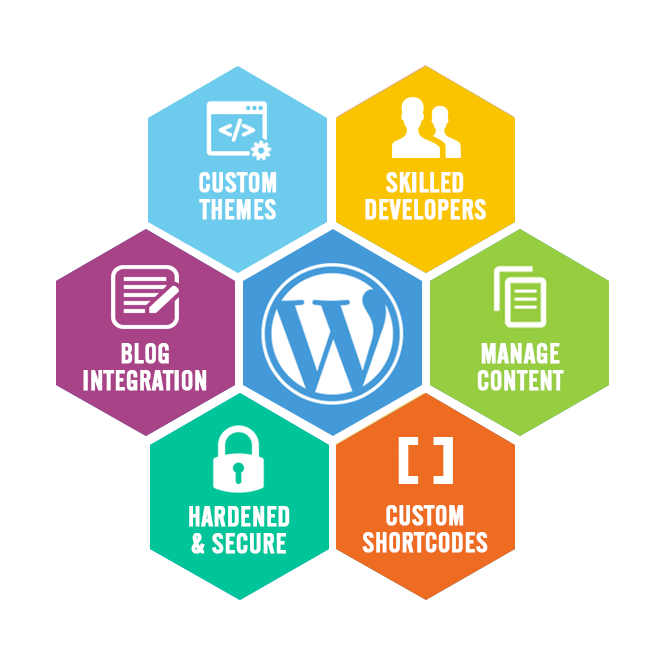 CUSTOM
THEMES
SKILLED
DEVELOPERS
BLOG
INTEGRATION
W
MANAGE
CONTENT
HARDENED
& SECURE
CUSTOM
SHORTCODES